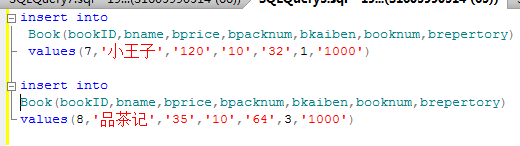 insert into
Book(bookID,bname,bprice,bpacknum,bkaiben,booknum,brepertory)
values(7,'小王子','120','10','32',1,'1000')
insert into
Book(bookID,bname,bprice,bpacknum,bkaiben,booknum,brepertory)
values(8,'品茶记','35','10','64',3,'1000')